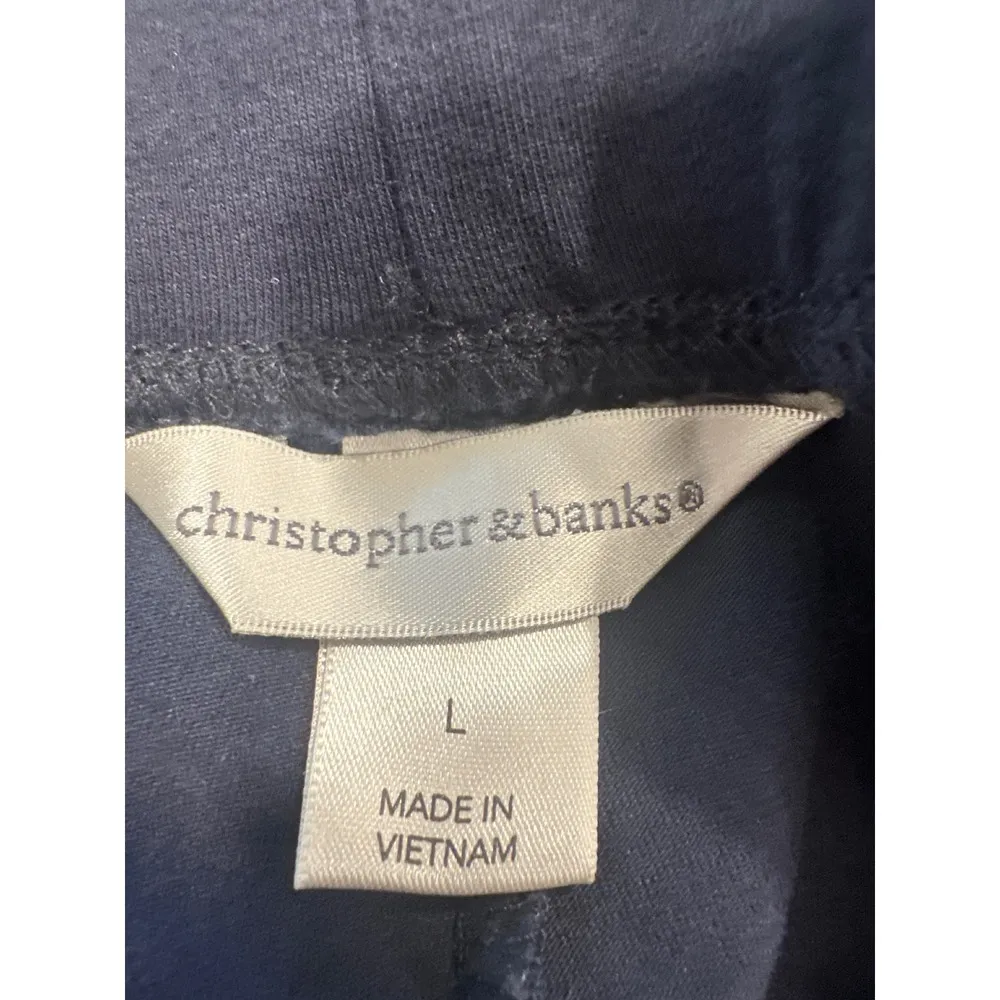 christopher & banks®
L
MADE IN
VIETNAM